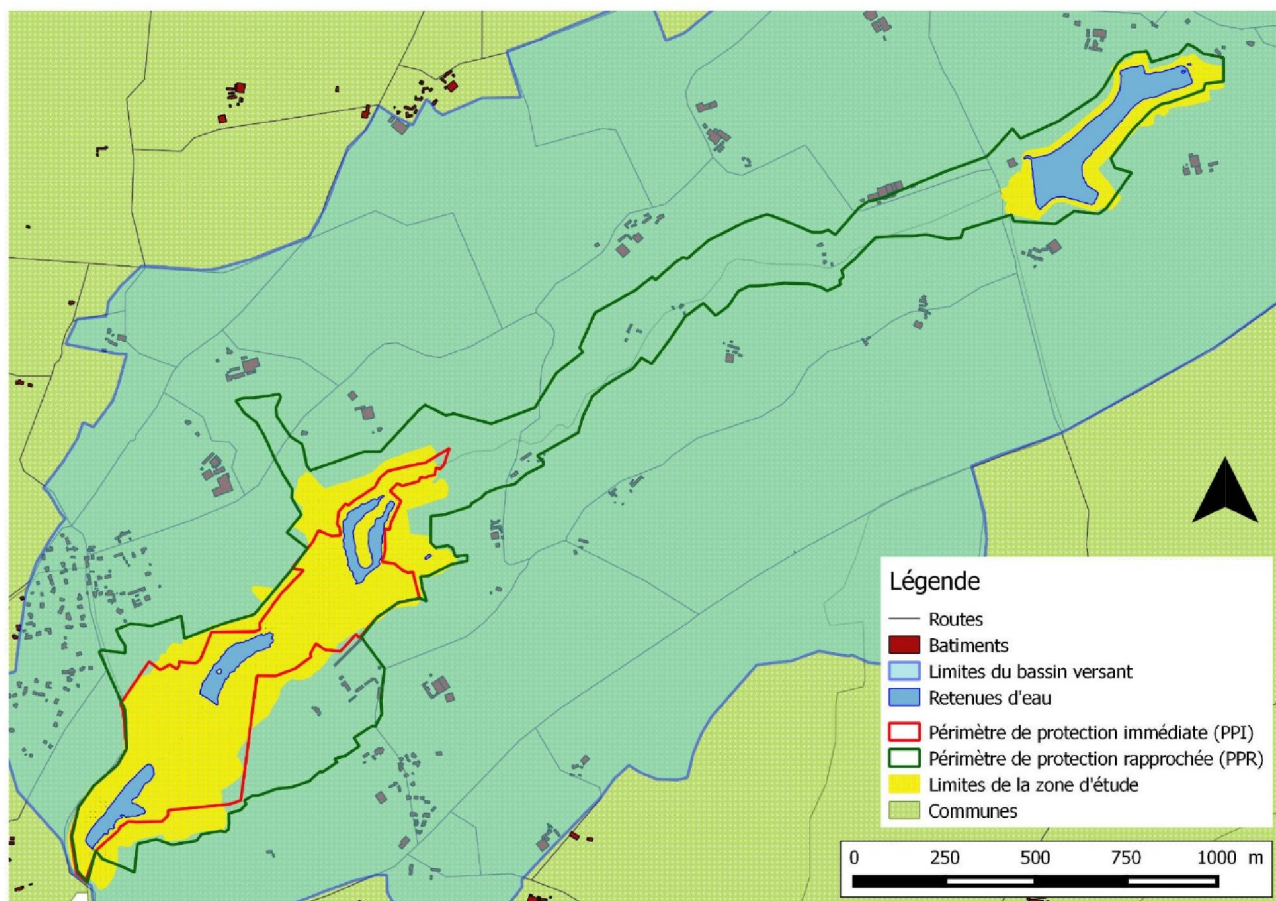 Légende
Routes
Batiments
Limites du bassin versant
Retenues d'eau
Périmètre de protection immédiate (PPI)
Périmètre de protection rapprochée (PPR)
Limites de la zone d'étude
Communes
0 250 500 750 1000 m